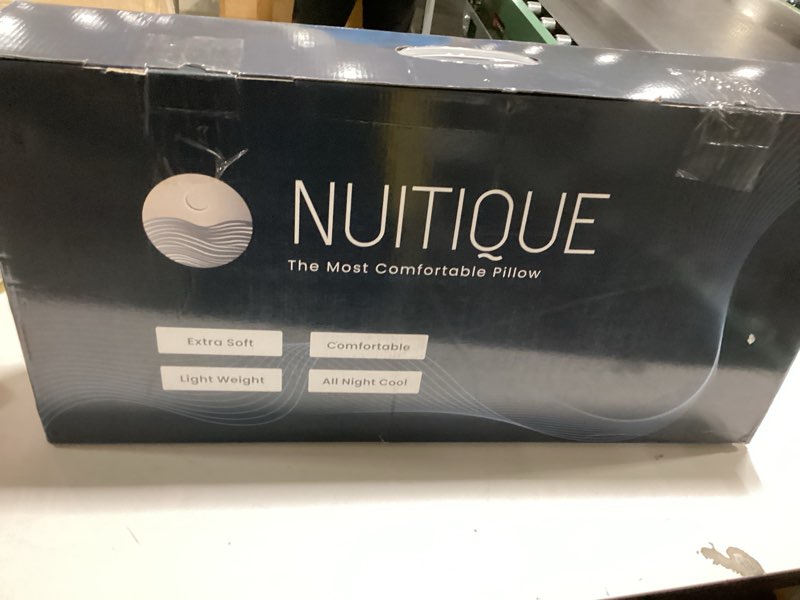 NUITIQUE
The Most Comfortable Pillow
Extra Soft
Comfortable
Light Weight
All Night Cool